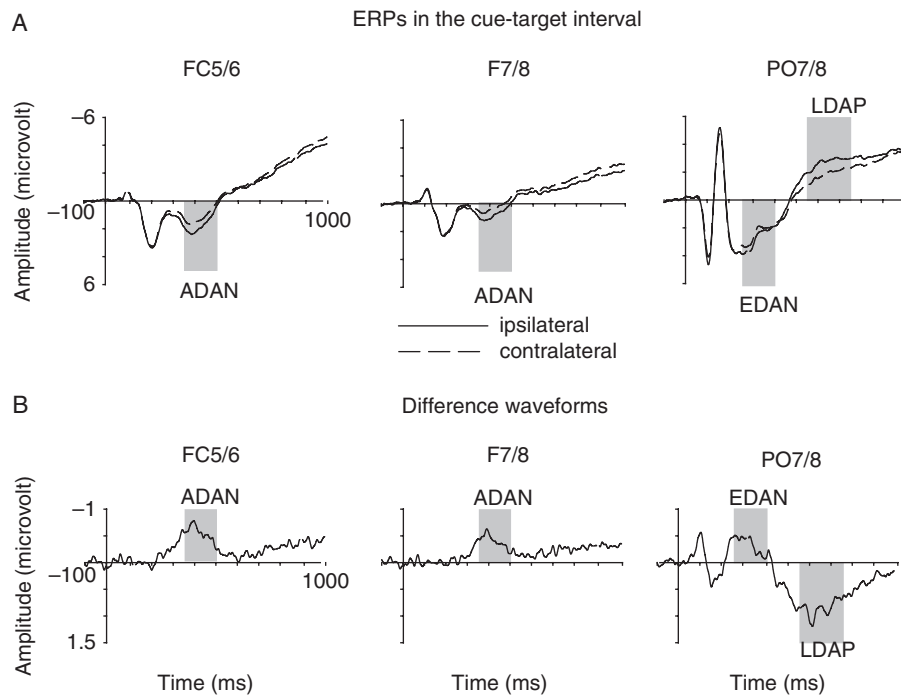 A
ERPs in the cue-target interval
FC5/6
F7/8
PO7/8
Amplitude (microvolt)
−6
−100
6
1000
ADAN
ADAN
LDAP
EDAN
ipsilateral
contralateral
B
Difference waveforms
FC5/6
F7/8
PO7/8
Amplitude (microvolt)
−1
−100
1.5
1000
ADAN
ADAN
EDAN
LDAP
Time (ms)
Time (ms)
Time (ms)